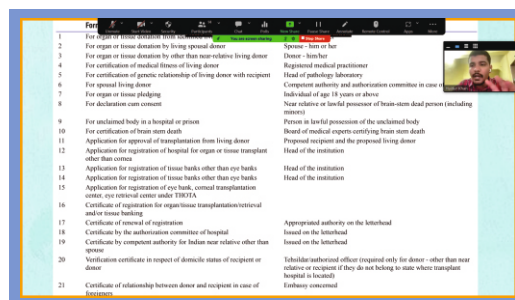 For
1 For organ or tissue donation from
2 For organ or tissue donation by living spousal donor Spouse - him or her
3 For organ or tissue donation by other than near-relative living donor Donor - him/her
4 For certification of medical fitness of living donor Registered medical practitioner
5 For certification of genetic relationship of living donor with recipient Head of pathology laboratory
6 For spousal living donor Competent authority and authorization committee in case of
7 For organ or tissue pledging Individual of age 18 years or above
8 For declaration cum consent Near relative or lawful possessor of brain-stem dead person (including
minors)
9 For unclaimed body in a hospital or prison Person in lawful possession of the unclaimed body
10 For certification of brain stem death Board of medical experts certifying brain stem death
11 Application for approval of transplantation from living donor Proposed recipient and the proposed living donor
12 Application for registration of hospital for organ or tissue transplant Head of the institution
other than cornea
13 Application for registration of tissue banks other than eye banks Head of the institution
14 Application for registration of tissue banks other than eye banks Head of the institution
15 Application for registration of eye bank, corneal transplantation
center, eye retrieval center under THOTA
16 Certificate of registration for organ/tissue transplantation/retrieval
and/or tissue banking
17 Certificate of renewal of registration Appropriated authority on the letterhead
18 Certificate by the authorization committee of hospital Issued on the letterhead
19 Certificate by competent authority for Indian near relative other than Issued on the letterhead
spouse
20 Verification certificate in respect of domicile status of recipient or Tehsildar/authorized officer (required only for donor - other than near
donor relative or recipient if they do not belong to state where transplant
hospital is located)
21 Certificate of relationship between donor and recipient in case of Embassy concerned
foreigners